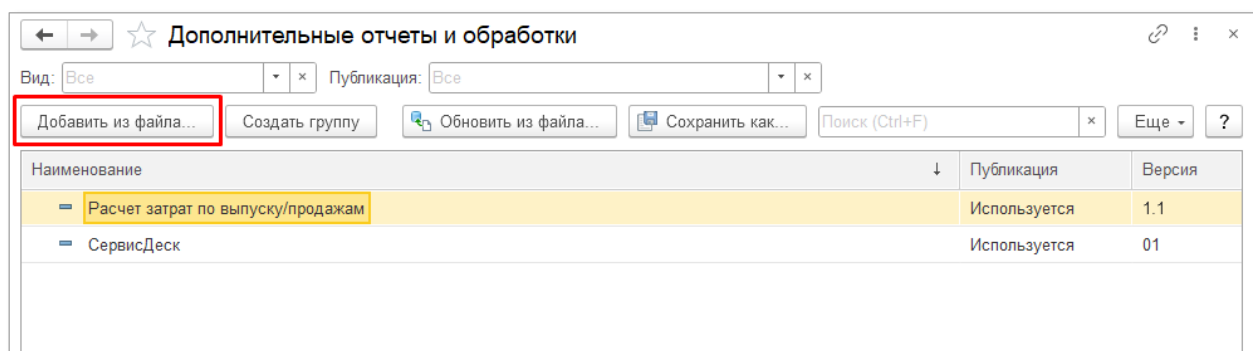 Дополнительные отчеты и обработки
Вид: Все Публикация: Все
Добавить из файла... Создать группу Обновить из файла... Сохранить как... Поиск (Ctrl+F) Еще ?
Наименование Публикация Версия
Расчет затрат по выпуску/продажам Используется 1.1
СервисДеск Используется 01